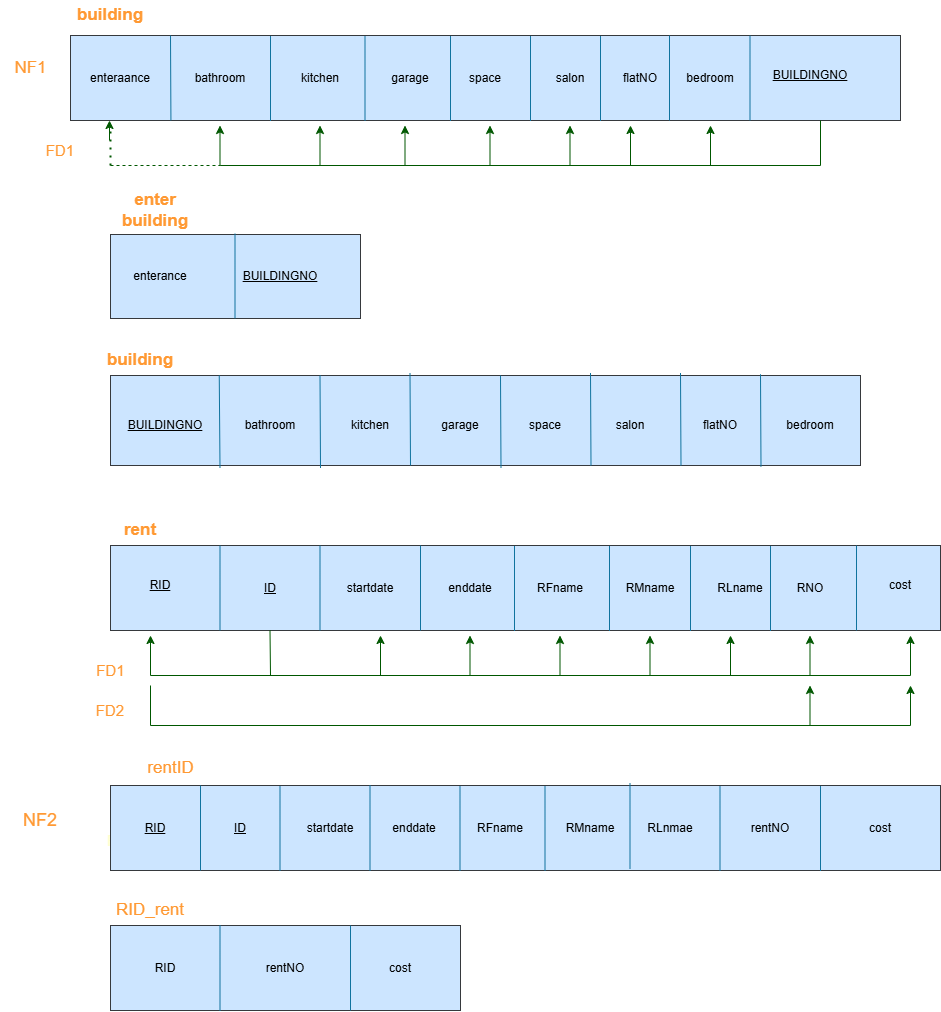 building
NF1
enteraance bathroom kitchen garage space salon flatNO bedroom BUILDINGNO
FD1
enter
building
enterance BUILDINGNO
building
BUILDINGNO bathroom kitchen garage space salon flatNO bedroom
rent
RID ID startdate enddate RFname RMname RLname RNO cost
FD1
FD2
rentID
NF2
RID ID startdate enddate RFname RMname RLnmae rentNO cost
RID_rent
RID rentNO cost